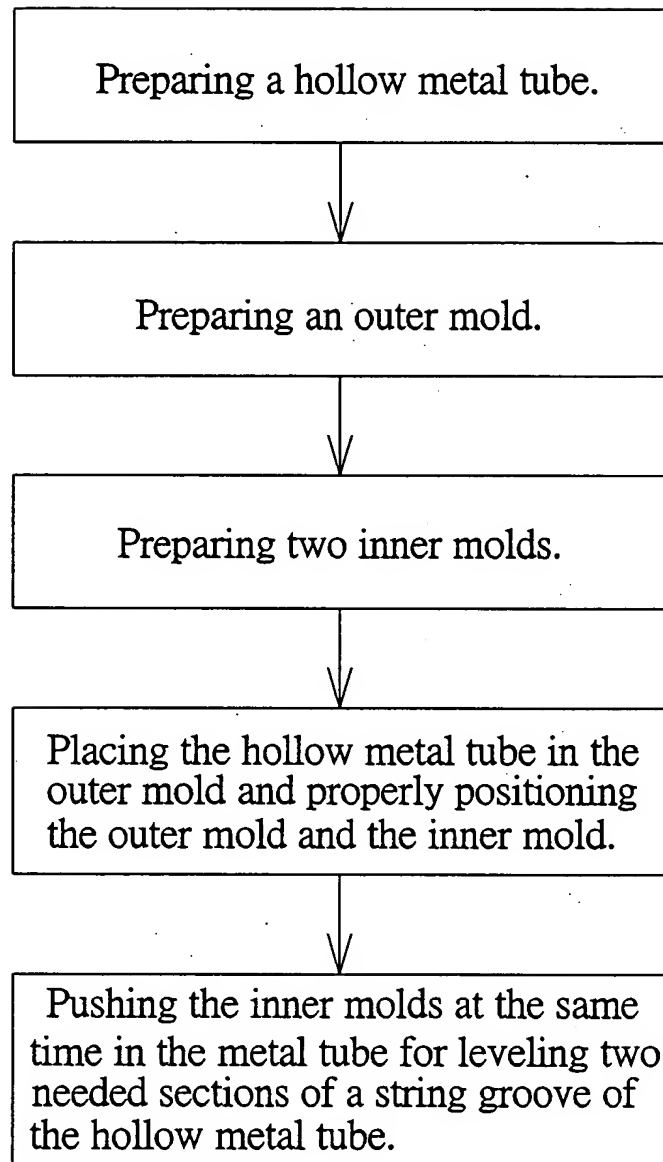 Preparing a hollow metal tube.
Preparing an outer mold.
Preparing two inner molds.
Placing the hollow metal tube in the
outer mold and properly positioning
the outer mold and the inner mold.
Pushing the inner molds at the same
time in the metal tube for leveling two
needed sections of a string groove of
the hollow metal tube.